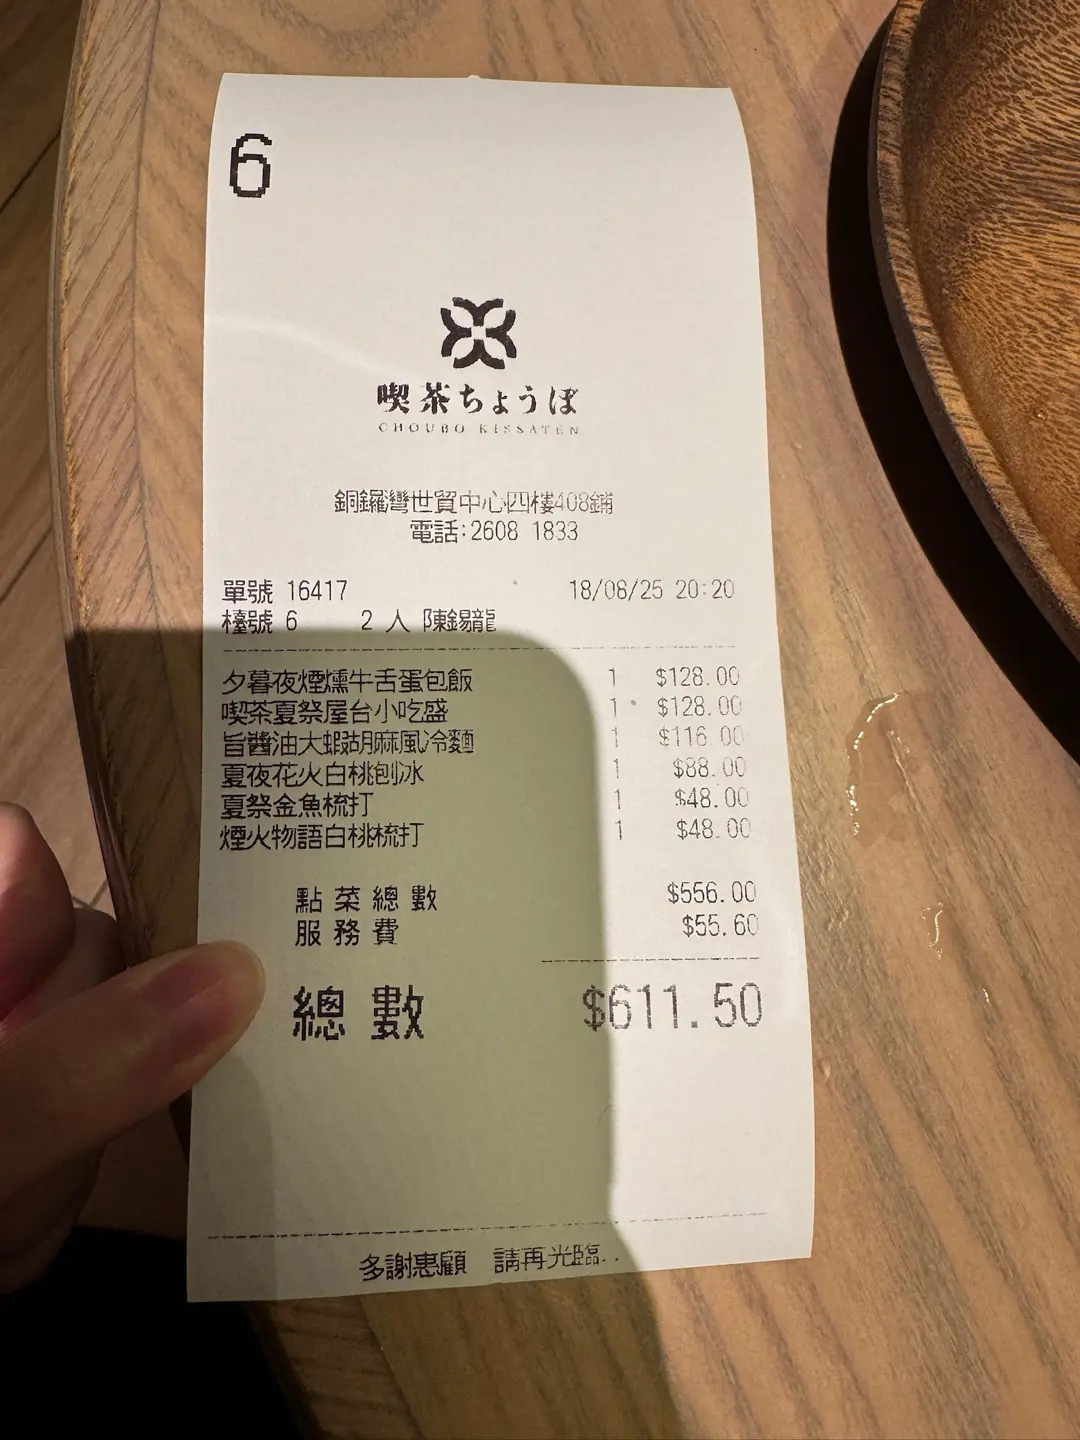 6
喫茶ちょうぼ
CHOUBO KISSATEN
銅鑼灣世貿中心四樓408鋪
電話:2608 1833
單號 16417 18/08/25 20:20
檯號 6 2 人 陳錫龍
夕暮夜煙燻牛舌蛋包飯 1 $128.00
喫茶夏祭屋台小吃盛 1 $128.00
旨醬油大蝦胡麻風冷麵 1 $116.00
夏夜花火白桃刨冰 1 $88.00
夏祭金魚梳打 1 $48.00
煙火物語白桃梳打 1 $48.00
點菜總數 $556.00
服務費 $55.60
總數 $611.50
多謝惠顧 請再光臨..